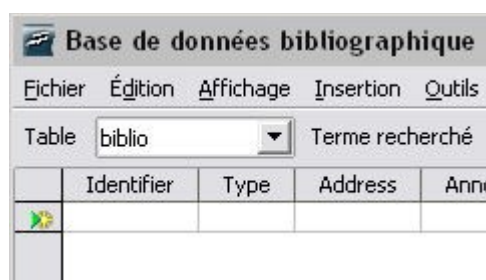 Base de données bibliographique
Fichier Édition Affichage Insertion Outils
Table biblio Terme recherché
Identifier Type Address